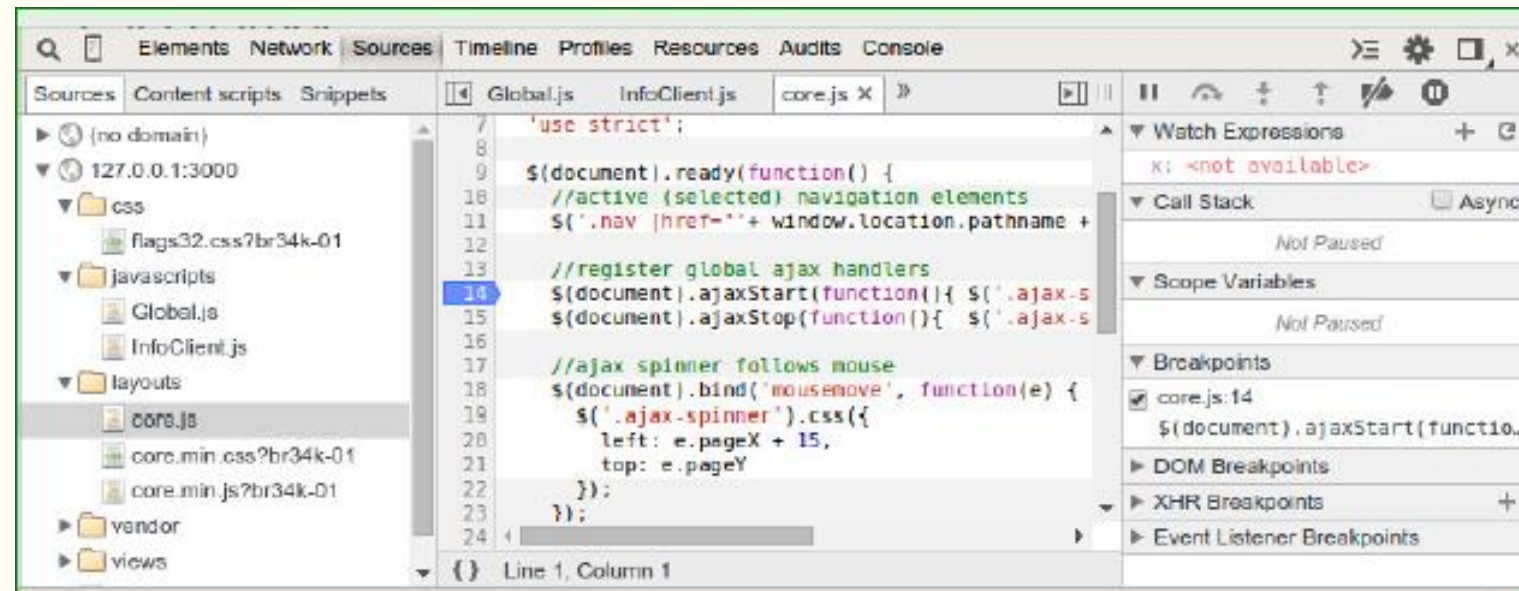 Elements Network Sources Timeline Profiles Resources Audits Console
Sources Content scripts Snippets
(no domain)
127.0.0.1:3000
css
flags32.css?br34k-01
javascripts
Global.js
InfoClient.js
layouts
core.js
core.min.css?br34k-01
core.min.js?br34k-01
vendor
views
Global.js InfoClient.js core.js
7 'use strict';
8
9 $(document).ready(function() {
10 //active (selected) navigation elements
11 $('.nav [href="'+ window.location.pathname +
12
13 //register global ajax handlers
14 $(document).ajaxStart(function(){ $('.ajax-s
15 $(document).ajaxStop(function(){ $('.ajax-s
16
17 //ajax spinner follows mouse
18 $(document).bind('mousemove', function(e) {
19 $('.ajax-spinner').css({
20 left: e.pageX + 15,
21 top: e.pageY
22 });
23 });
24
{} Line 1, Column 1
Watch Expressions
x: <not available>
Call Stack Async
Not Paused
Scope Variables
Not Paused
Breakpoints
core.js:14
$(document).ajaxStart(functio…
DOM Breakpoints
XHR Breakpoints
Event Listener Breakpoints